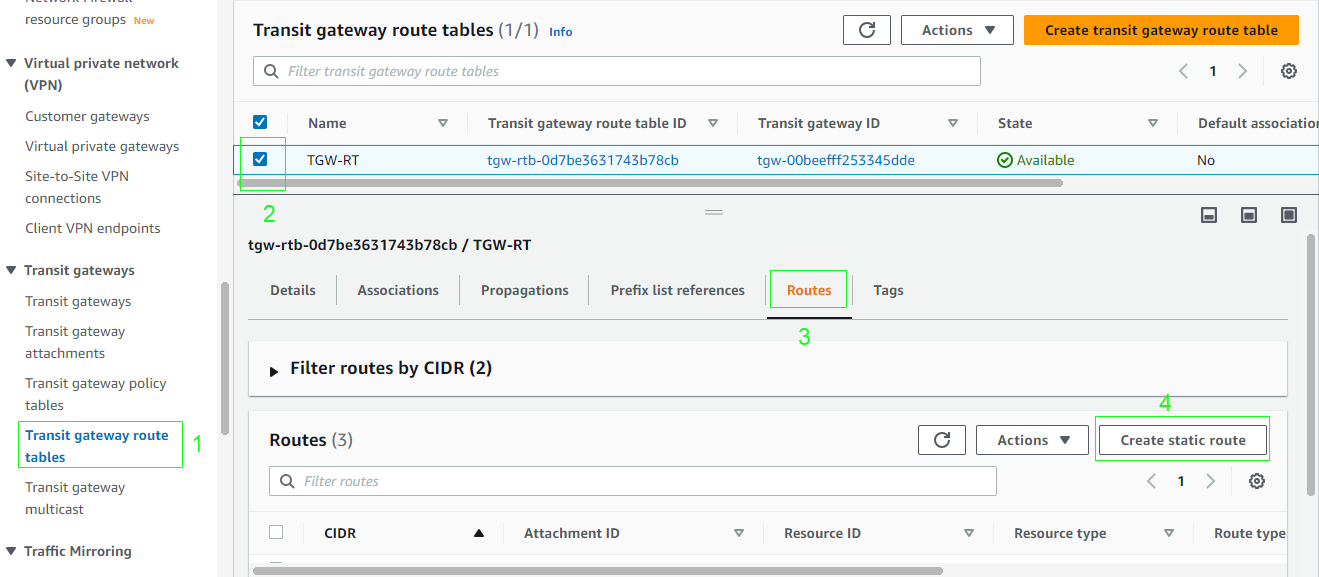 Network Firewall
resource groups New
Virtual private network
(VPN)
Customer gateways
Virtual private gateways
Site-to-Site VPN
connections
Client VPN endpoints
Transit gateways
Transit gateways
Transit gateway
attachments
Transit gateway policy
tables
Transit gateway route
tables
1
Transit gateway
multicast
Traffic Mirroring
Transit gateway route tables (1/1) Info
Actions
Create transit gateway route table
Filter transit gateway route tables
1
Name Transit gateway route table ID Transit gateway ID State Default association
TGW-RT tgw-rtb-0d7be3631743b78cb tgw-00beefff253345dde Available No
2
tgw-rtb-0d7be3631743b78cb / TGW-RT
Details Associations Propagations Prefix list references Routes Tags
3
Filter routes by CIDR (2)
4
Routes (3)
Actions
Create static route
Filter routes
1
CIDR Attachment ID Resource ID Resource type Route type